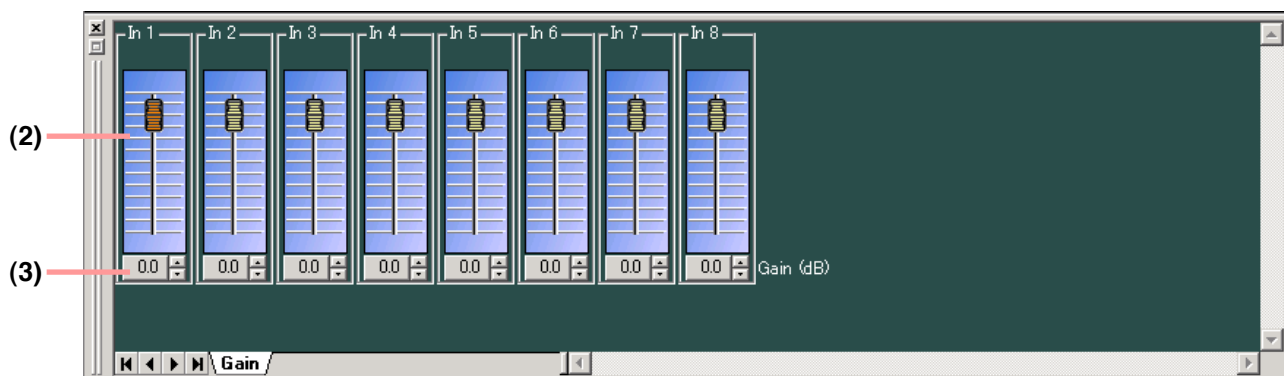 In 1 In 2 In 3 In 4 In 5 In 6 In 7 In 8
(2)
(3) 0.0 0.0 0.0 0.0 0.0 0.0 0.0 0.0 Gain (dB)
Gain